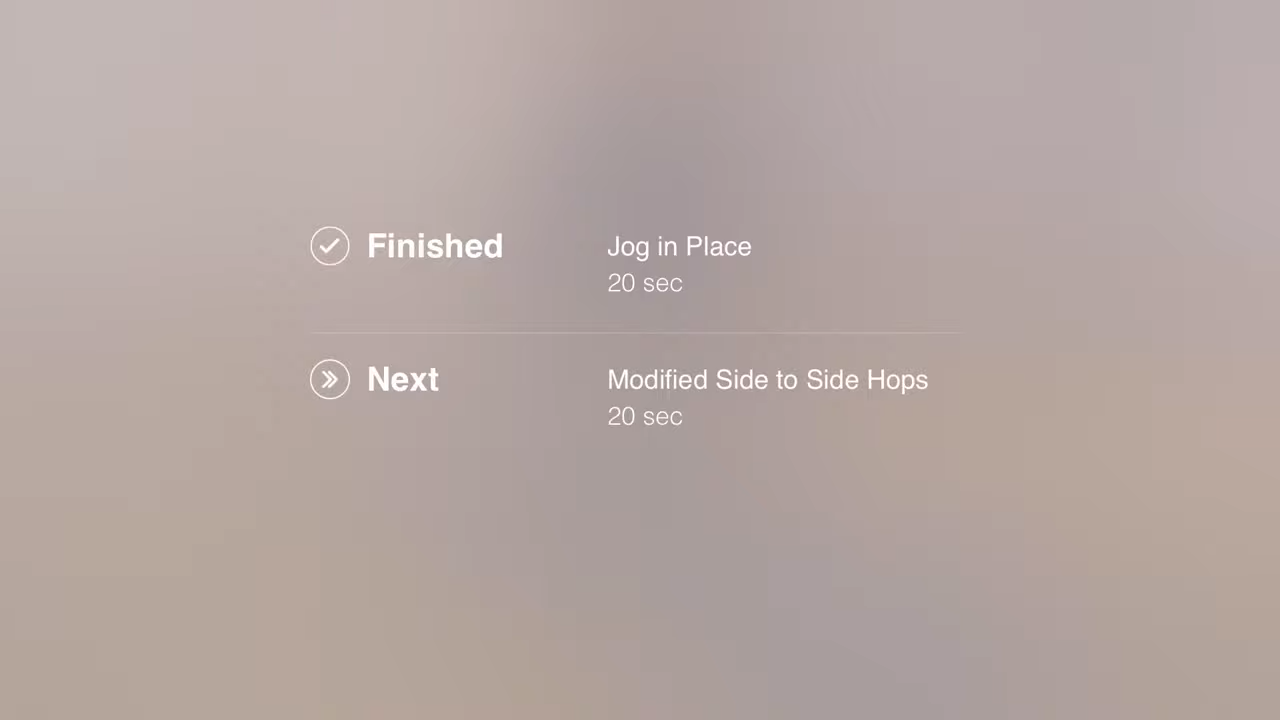 Finished
Jog in Place
20 sec
Next
Modified Side to Side Hops
20 sec